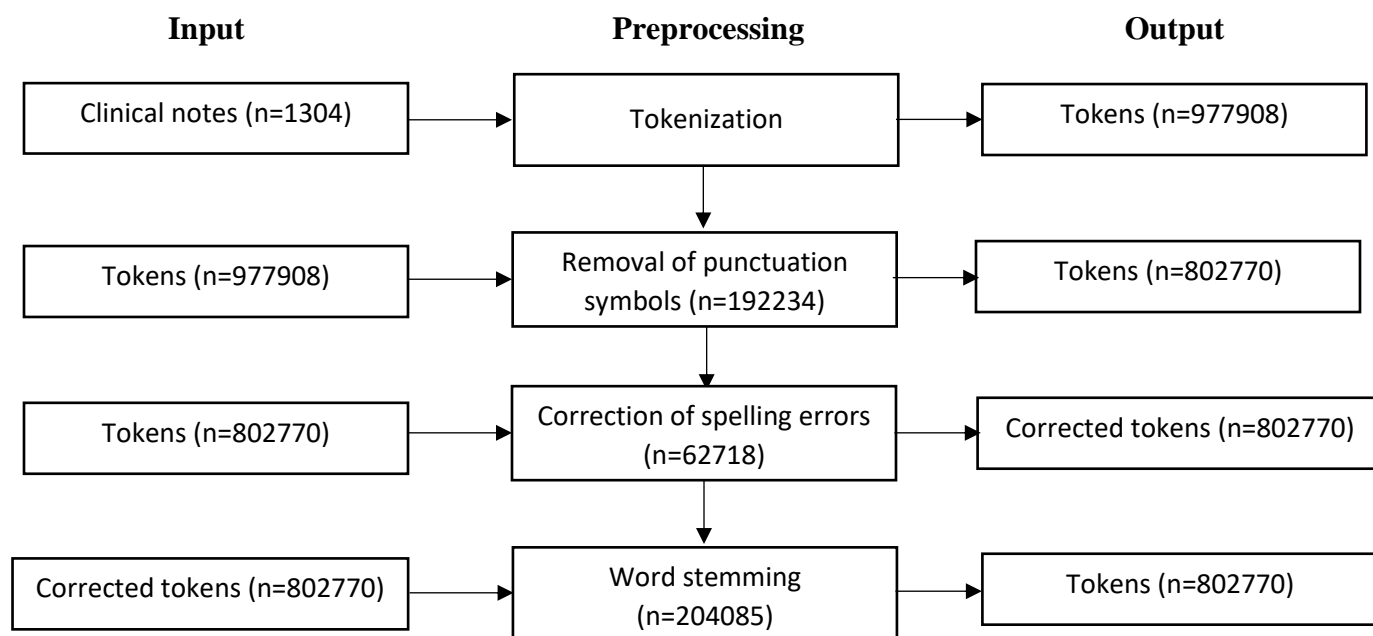 Input
Preprocessing
Output
Clinical notes (n=1304)
Tokenization
Tokens (n=977908)
Tokens (n=977908)
Removal of punctuation
symbols (n=192234)
Tokens (n=802770)
Tokens (n=802770)
Correction of spelling errors
(n=62718)
Corrected tokens (n=802770)
Corrected tokens (n=802770)
Word stemming
(n=204085)
Tokens (n=802770)